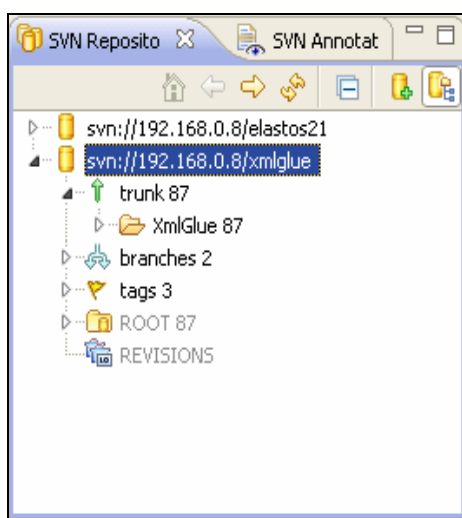 SVN Reposito SVN Annotat
svn://192.168.0.8/elastos21
svn://192.168.0.8/xmlglue
trunk 87
XmlGlue 87
branches 2
tags 3
ROOT 87
REVISIONS